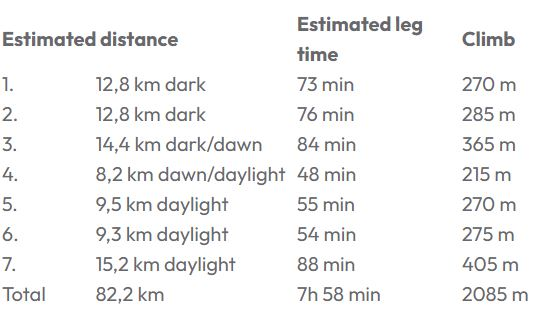 Estimated distance Estimated leg time Climb
1. 12,8 km dark 73 min 270 m
2. 12,8 km dark 76 min 285 m
3. 14,4 km dark/dawn 84 min 365 m
4. 8,2 km dawn/daylight 48 min 215 m
5. 9,5 km daylight 55 min 270 m
6. 9,3 km daylight 54 min 275 m
7. 15,2 km daylight 88 min 405 m
Total 82,2 km 7h 58 min 2085 m